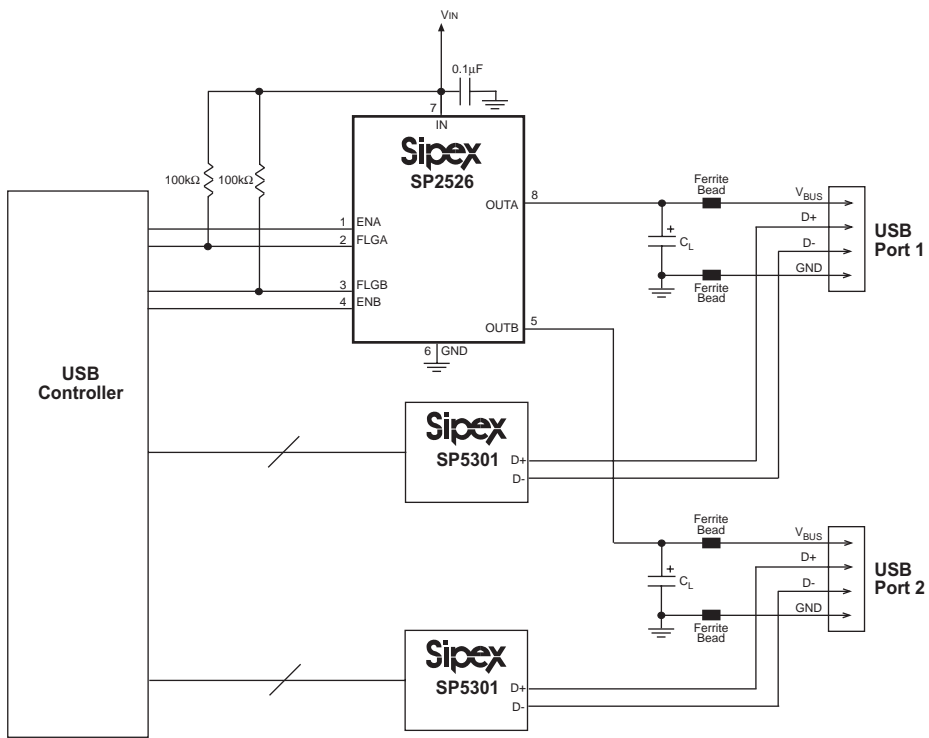 VIN
0.1µF
7
IN
Sipex
SP2526
100kΩ 100kΩ
1 ENA
2 FLGA
3 FLGB
4 ENB
OUTA 8
OUTB 5
6 GND
USB
Controller
Ferrite
Bead
VBUS
D+
D-
GND
CL
Ferrite
Bead
USB
Port 1
Sipex
SP5301
D+
D-
Ferrite
Bead
VBUS
D+
D-
GND
CL
Ferrite
Bead
USB
Port 2
Sipex
SP5301
D+
D-